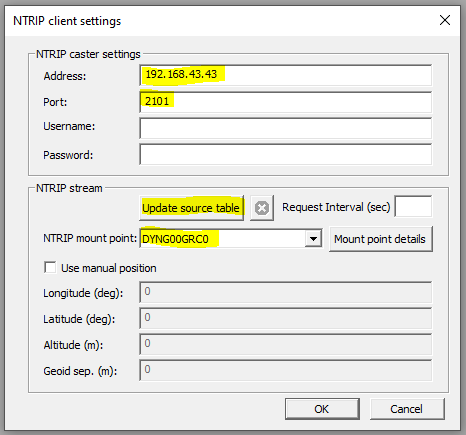 NTRIP client settings
NTRIP caster settings
Address: 192.168.43.43
Port: 2101
Username:
Password:
NTRIP stream
Update source table Request Interval (sec)
NTRIP mount point: DYNG00GRC0 Mount point details
Use manual position
Longitude (deg): 0
Latitude (deg): 0
Altitude (m): 0
Geoid sep. (m): 0
OK Cancel